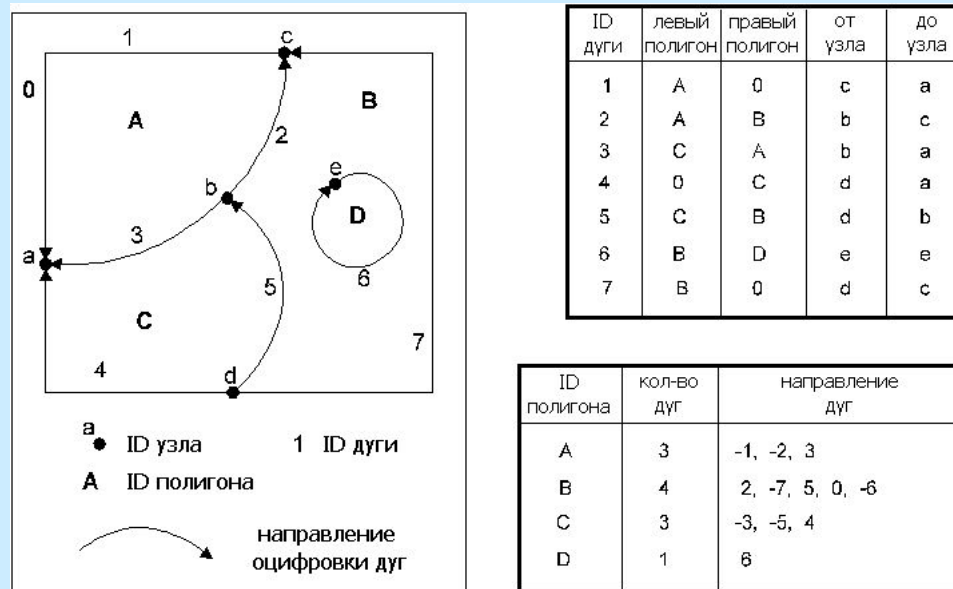 1 c
0
B
A
2
b e
D
a 3
6
5
C
7
4 d
a
ID узла 1 ID дуги
A ID полигона
направление
оцифровки дуг
ID левый правый от до
дуги полигон полигон узла узла
1 A 0 c a
2 A B b c
3 C A b a
4 0 C d a
5 C B d b
6 B D e e
7 B 0 d c
ID кол-во направление
полигона дуг дуг
A 3 -1, -2, 3
B 4 2, -7, 5, 0, -6
C 3 -3, -5, 4
D 1 6